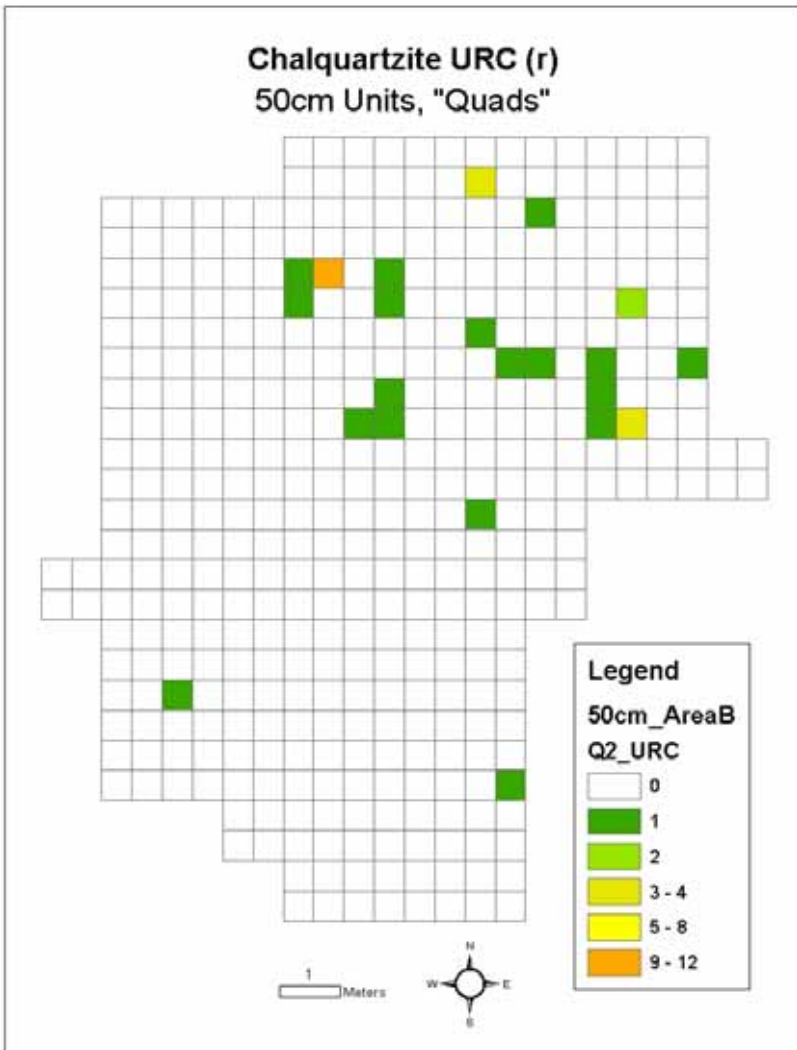 Chalquartzite URC (r)
50cm Units, "Quads"
Legend
50cm_AreaB
Q2_URC
0
1
2
3 - 4
5 - 8
9 - 12
1
Meters
N
W E
S